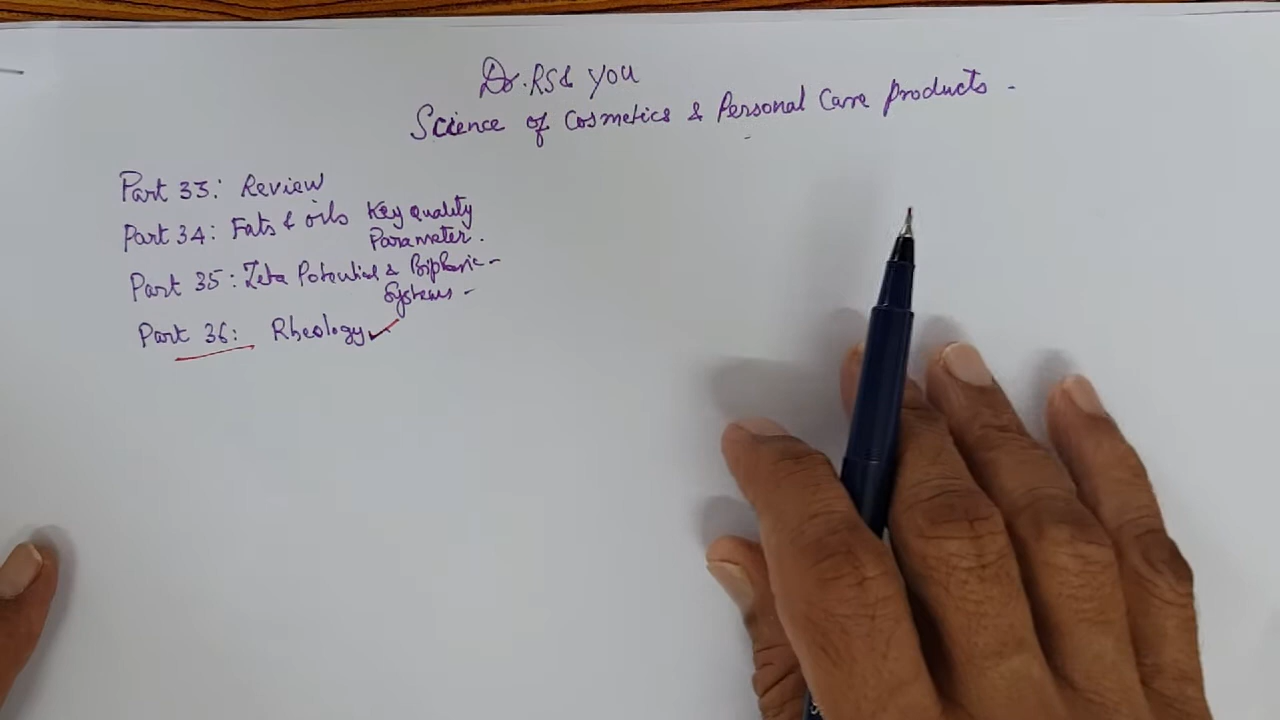 Dr. RS & YOU
Science of Cosmetics & Personal Care products.
Part 33: Review
Part 34: Fats & oils Key quality
Parameter.
Part 35: Zeta Potential & Biphasic
Systems
Part 36: Rheology